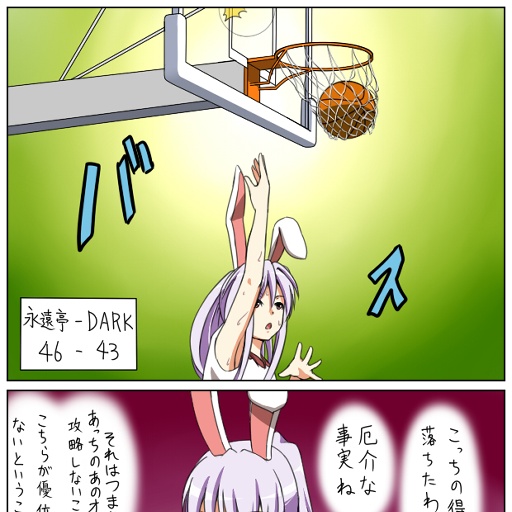 バ
ス
永遠亭 - DARK
46 - 43
こっちの得
落ちたわ
厄介な
事実ね
それはつま
あっちのあのオ
攻略しないこ
こちらが優位
ないというこ